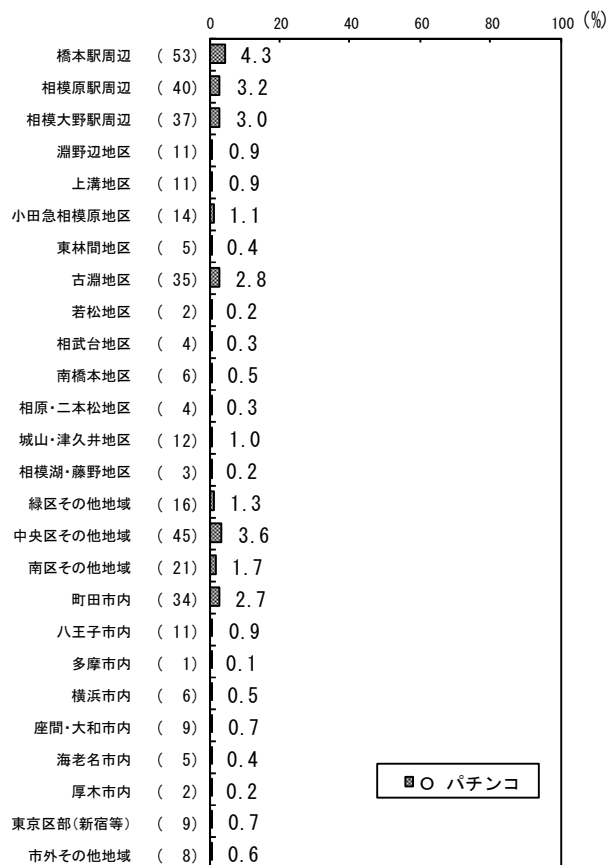 0 20 40 60 80 100 (%)
橋本駅周辺 ( 53) 4.3
相模原駅周辺 ( 40) 3.2
相模大野駅周辺 ( 37) 3.0
淵野辺地区 ( 11) 0.9
上溝地区 ( 11) 0.9
小田急相模原地区 ( 14) 1.1
東林間地区 ( 5) 0.4
古淵地区 ( 35) 2.8
若松地区 ( 2) 0.2
相武台地区 ( 4) 0.3
南橋本地区 ( 6) 0.5
相原・二本松地区 ( 4) 0.3
城山・津久井地区 ( 12) 1.0
相模湖・藤野地区 ( 3) 0.2
緑区その他地域 ( 16) 1.3
中央区その他地域 ( 45) 3.6
南区その他地域 ( 21) 1.7
町田市内 ( 34) 2.7
八王子市内 ( 11) 0.9
多摩市内 ( 1) 0.1
横浜市内 ( 6) 0.5
座間・大和市内 ( 9) 0.7
海老名市内 ( 5) 0.4
厚木市内 ( 2) 0.2
東京区部(新宿等) ( 9) 0.7
市外その他地域 ( 8) 0.6
○ パチンコ